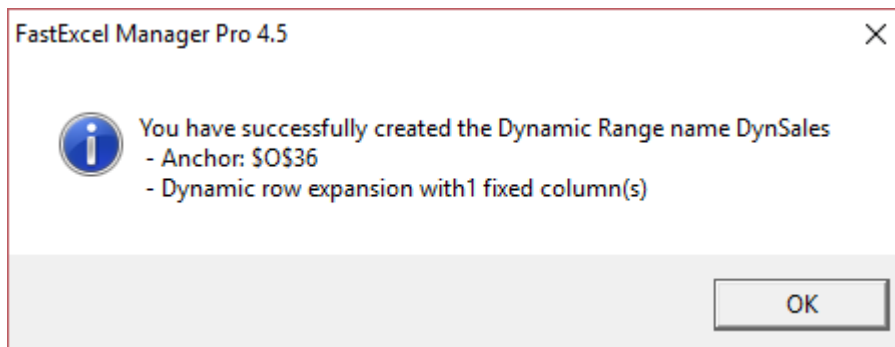 FastExcel Manager Pro 4.5
You have successfully created the Dynamic Range name DynSales
- Anchor: $O$36
- Dynamic row expansion with1 fixed column(s)
OK